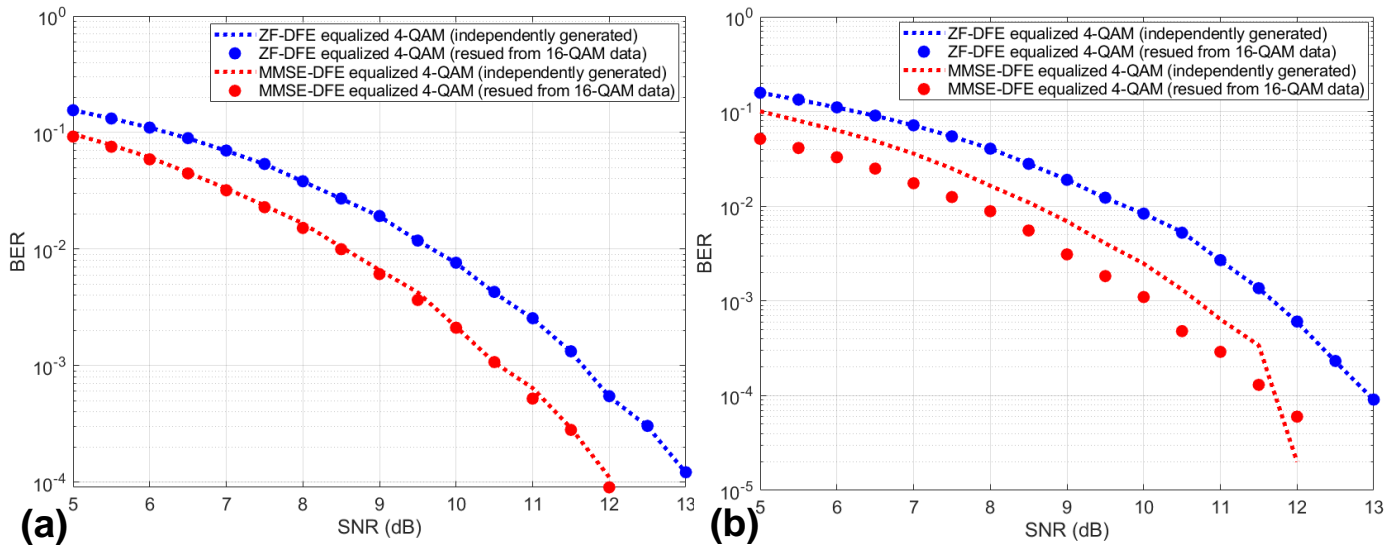 10^0
ZF-DFE equalized 4-QAM (independently generated)
ZF-DFE equalized 4-QAM (resued from 16-QAM data)
MMSE-DFE equalized 4-QAM (independently generated)
MMSE-DFE equalized 4-QAM (resued from 16-QAM data)
10^-1
10^-2
10^-3
10^-4
BER
5 6 7 8 9 10 11 12 13
SNR (dB)
(a)
10^0
ZF-DFE equalized 4-QAM (independently generated)
ZF-DFE equalized 4-QAM (resued from 16-QAM data)
MMSE-DFE equalized 4-QAM (independently generated)
MMSE-DFE equalized 4-QAM (resued from 16-QAM data)
10^-1
10^-2
10^-3
10^-4
10^-5
BER
5 6 7 8 9 10 11 12 13
SNR (dB)
(b)